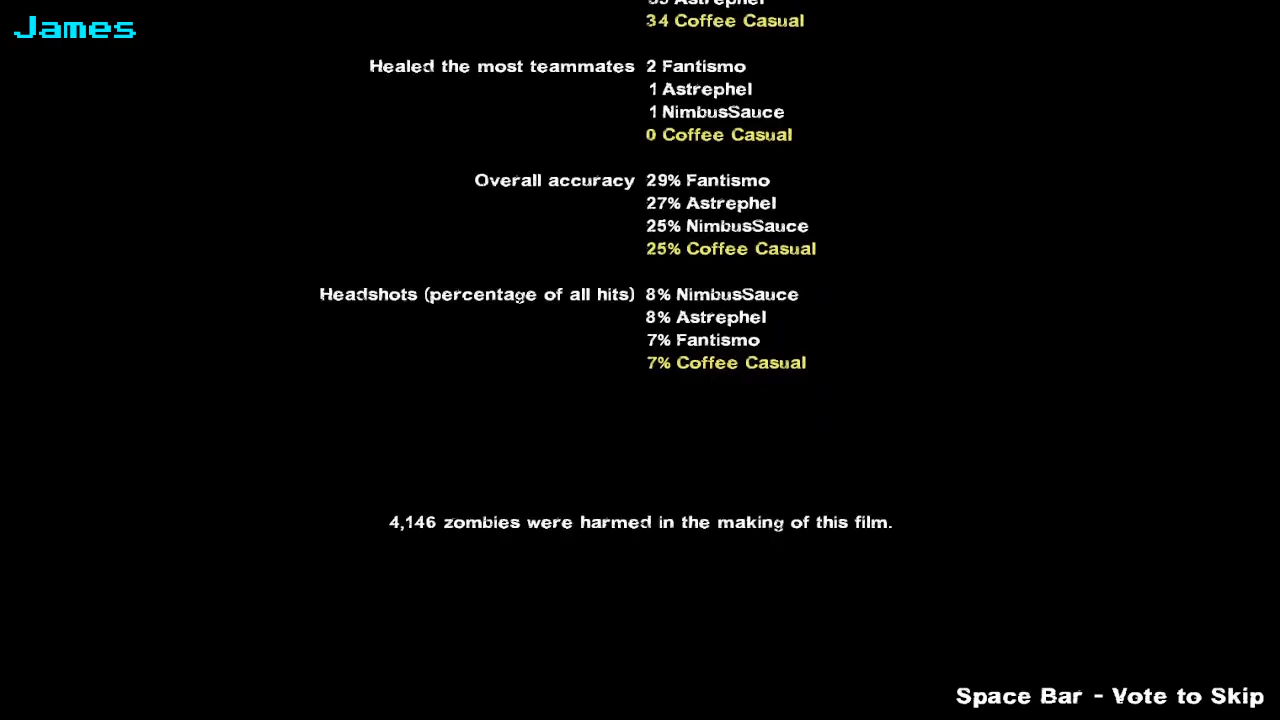 James
34 Coffee Casual
Healed the most teammates 2 Fantismo
1 Astrephel
1 NimbusSauce
0 Coffee Casual
Overall accuracy 29% Fantismo
27% Astrephel
25% NimbusSauce
25% Coffee Casual
Headshots (percentage of all hits) 8% NimbusSauce
8% Astrephel
7% Fantismo
7% Coffee Casual
4,146 zombies were harmed in the making of this film.
Space Bar - Vote to Skip